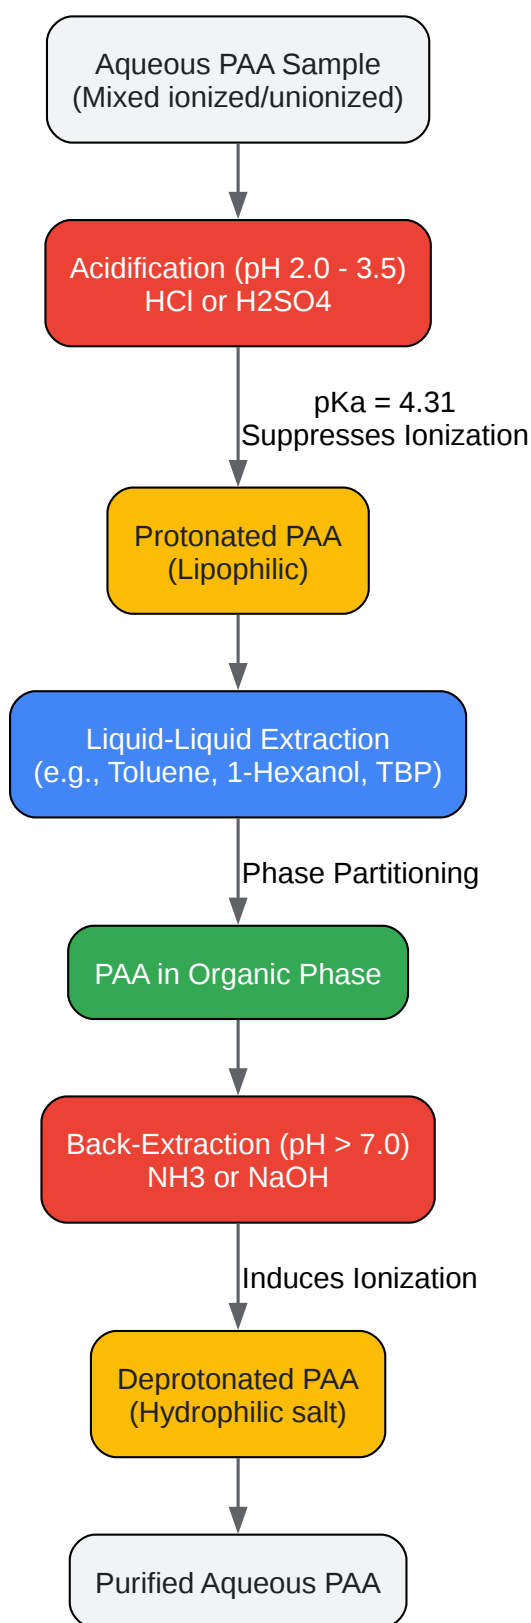 Aqueous PAA Sample
(Mixed ionized/unionized)
Acidification (pH 2.0 - 3.5)
HCl or H2SO4
pKa = 4.31
Suppresses Ionization
Protonated PAA
(Lipophilic)
Liquid-Liquid Extraction
(e.g., Toluene, 1-Hexanol, TBP)
Phase Partitioning
PAA in Organic Phase
Back-Extraction (pH > 7.0)
NH3 or NaOH
Induces Ionization
Deprotonated PAA
(Hydrophilic salt)
Purified Aqueous PAA